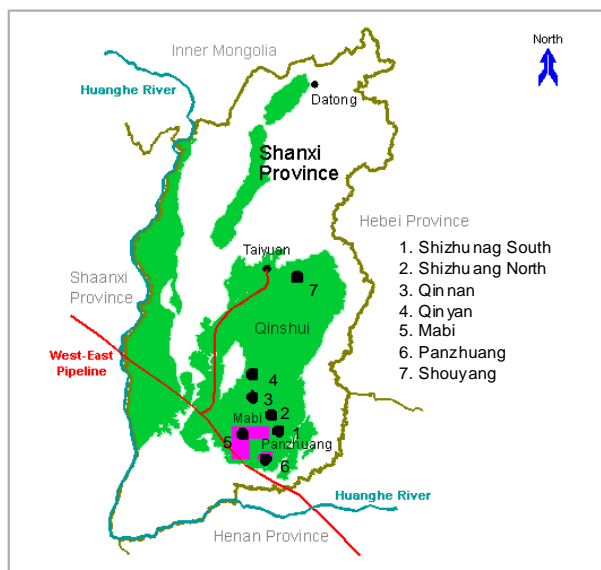 North
Inner Mongolia
Huanghe River
Datong
Shanxi
Province
Hebei Province
Taiyuan
1. Shizhunag South
2. Shizhuang North
3. Qinnan
4. Qinyan
5. Mabi
6. Panzhuang
7. Shouyang
Shaanxi
Province
7
Qinshui
West-East
Pipeline
4
3
2
Mabi
1
5
Panzhuang
6
Huanghe River
Henan Province